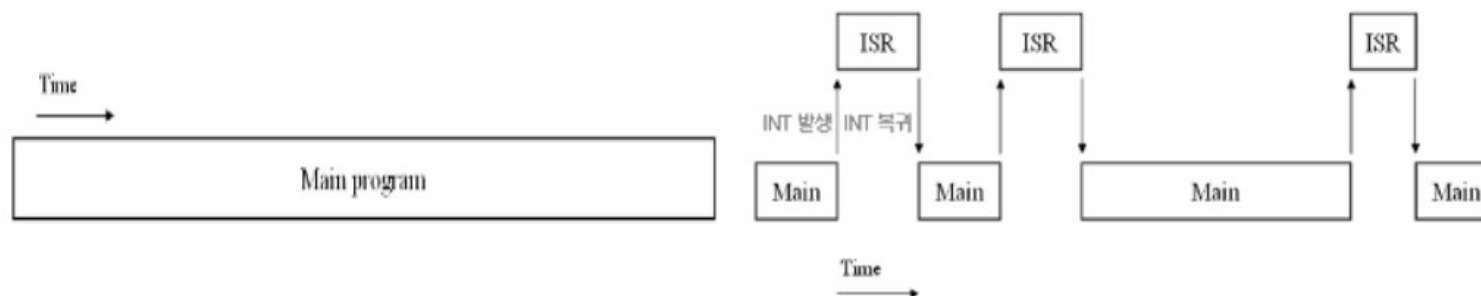 Time
Main program
ISR
ISR
ISR
INT 발생
INT 복귀
Main
Main
Main
Main
Time